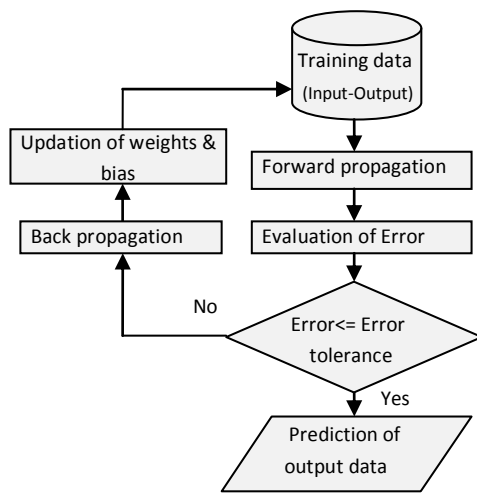 Training data
(Input-Output)
Updation of weights &
bias
Forward propagation
Back propagation
Evaluation of Error
No
Error<= Error
tolerance
Yes
Prediction of
output data